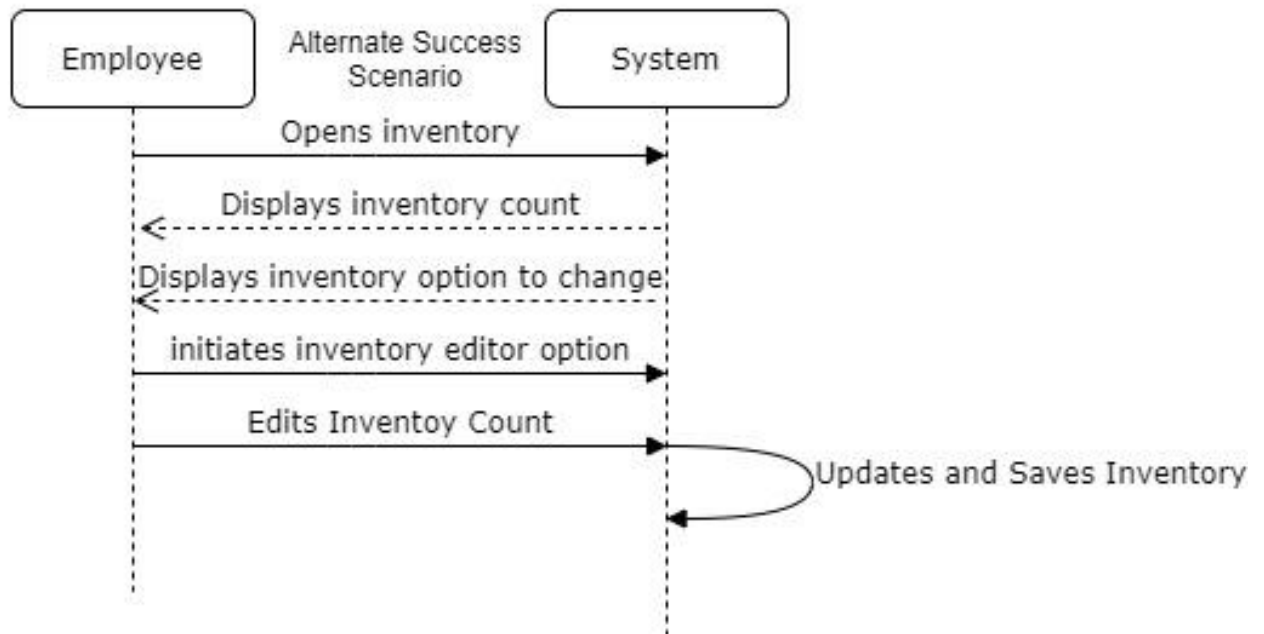 Employee
Alternate Success
Scenario
System
Opens inventory
Displays inventory count
Displays inventory option to change
initiates inventory editor option
Edits Inventoy Count
Updates and Saves Inventory